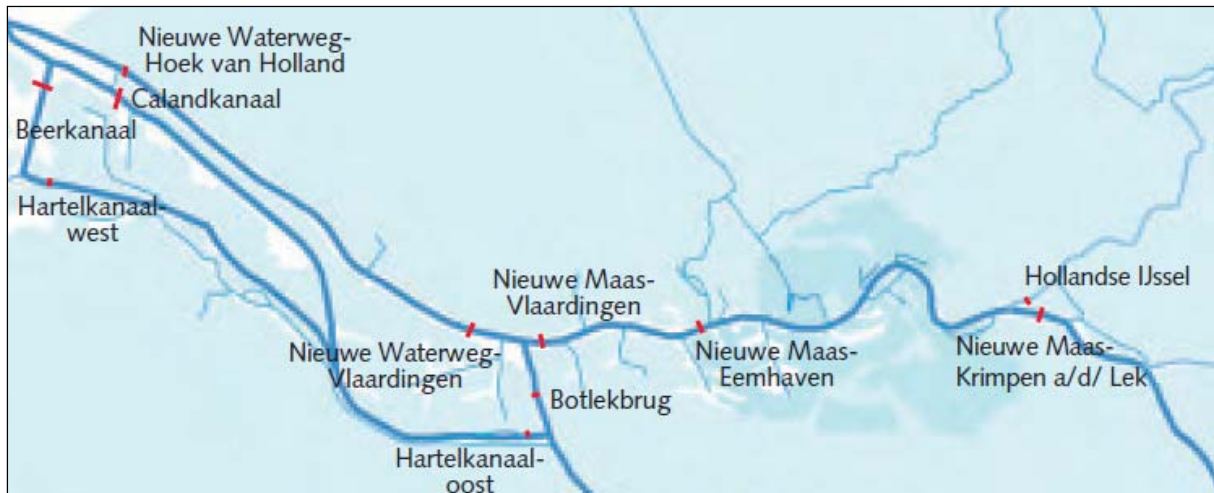 Nieuwe Waterweg-
Hoek van Holland
Calandkanaal
Beerkanaal
Hartelkanaal-
west
Nieuwe Maas-
Vlaardingen
Hollandse IJssel
Nieuwe Waterweg-
Vlaardingen
Nieuwe Maas-
Eemhaven
Nieuwe Maas-
Krimpen a/d/ Lek
Botlekbrug
Hartelkanaal-
oost